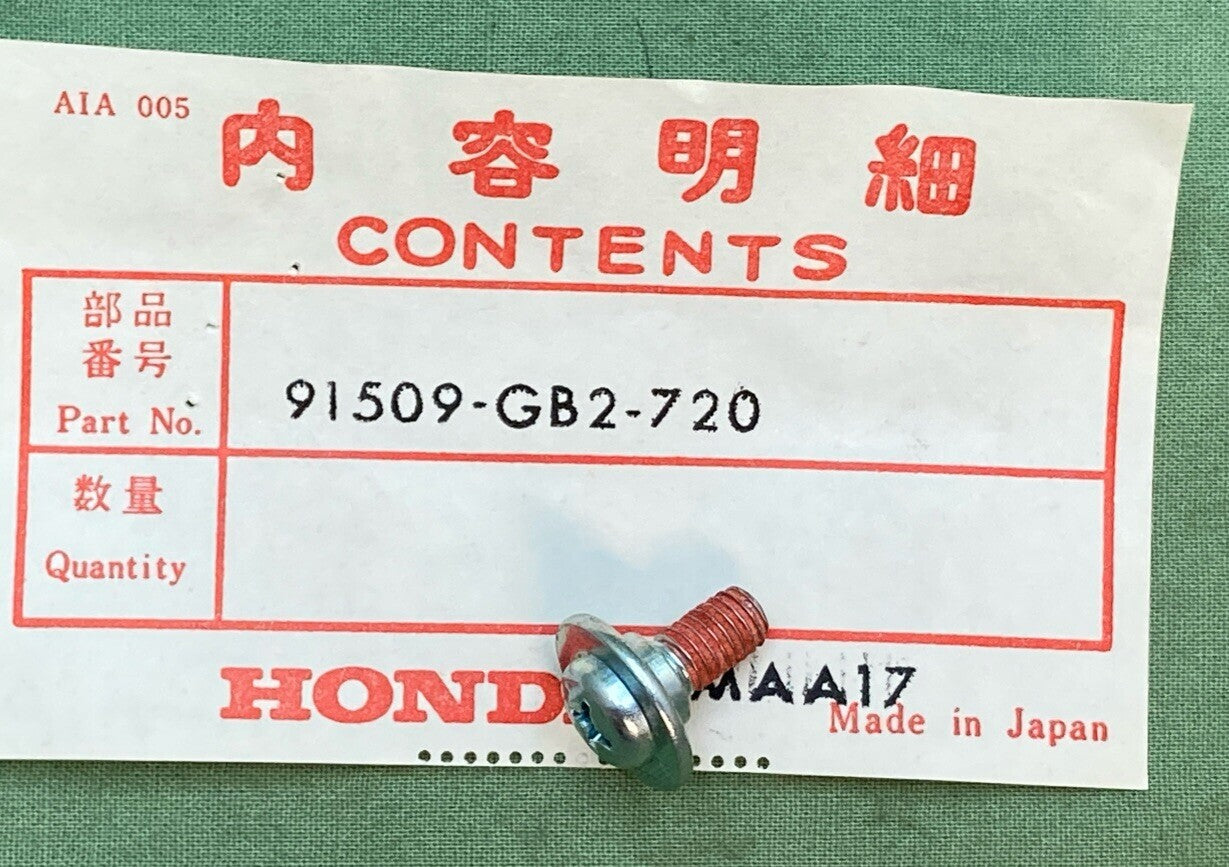 AIA 005
内容明細
CONTENTS
部品
番号
Part No.
91509-GB2-720
数量
Quantity
HOND
MAA17
Made in Japan